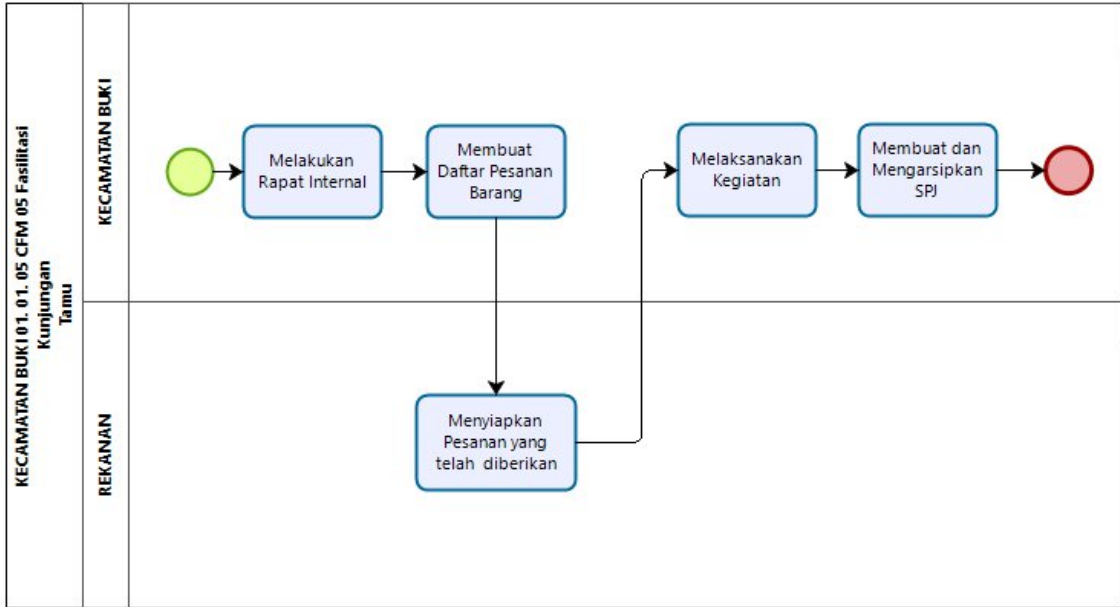 KECAMATAN BUKI 01. 01. 05 CFM 05 Fasilitasi
Kunjungan
Tamu
KECAMATAN BUKI
Melakukan
Rapat Internal
Membuat
Daftar Pesanan
Barang
Melaksanakan
Kegiatan
Membuat dan
Mengarsipkan
SPJ
REKANAN
Menyiapkan
Pesanan yang
telah diberikan